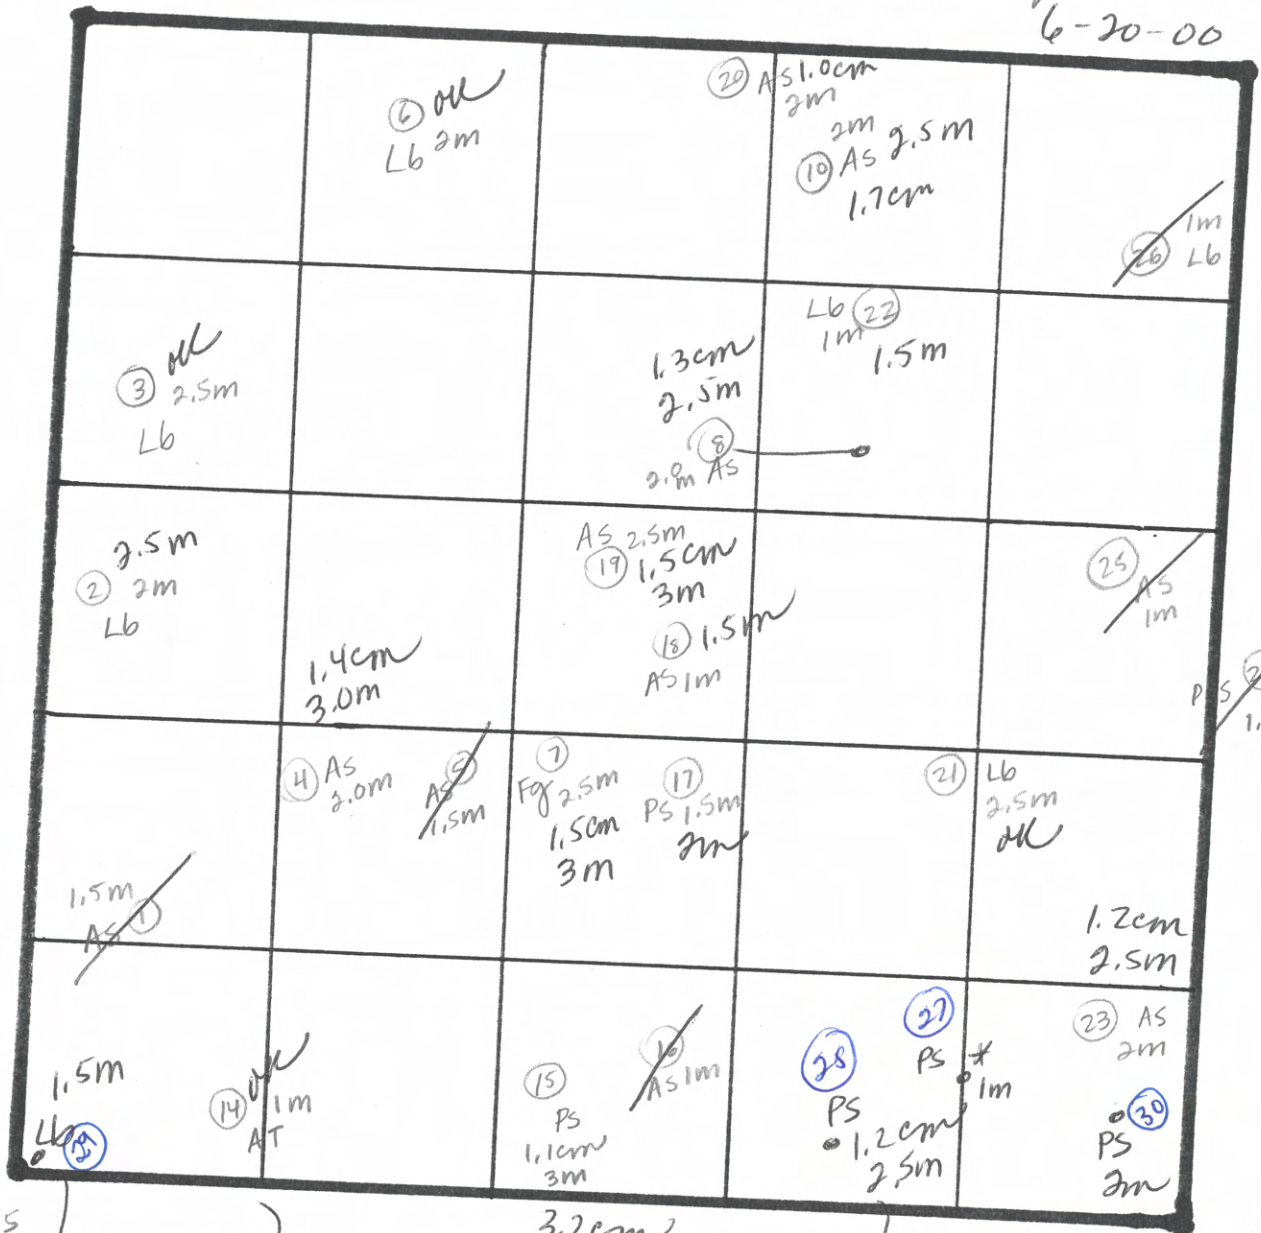 6-20-00
6 ok
Lb 2m
20 AS 1.0cm
2m
2m
10 AS 2.5m
1.7cm
1m
26 Lb
3 ok
2.5m
Lb
1.3cm
2.5m
8
2.0m AS
Lb 22
1m
1.5m
2.5m
2 2m
Lb
1.4cm
3.0m
AS 2.5m
19 1.5cm
3m
18 1.5m
AS 1m
25
AS
1m
PS
1.
1.5m
AS 1
4 AS
2.0m
5
AS
1.5m
7
Fg 2.5m
1.5cm
3m
17
PS 1.5m
2m
21 Lb
2.5m
ok
1.2cm
2.5m
1.5m
Lb 29
14 ok
1m
AT
15
PS
1.1cm
3m
16
AS 1m
28
PS
1.2cm
2.5m
27
PS *
1m
23 AS
2m
30
PS
2m
S
3.2cm